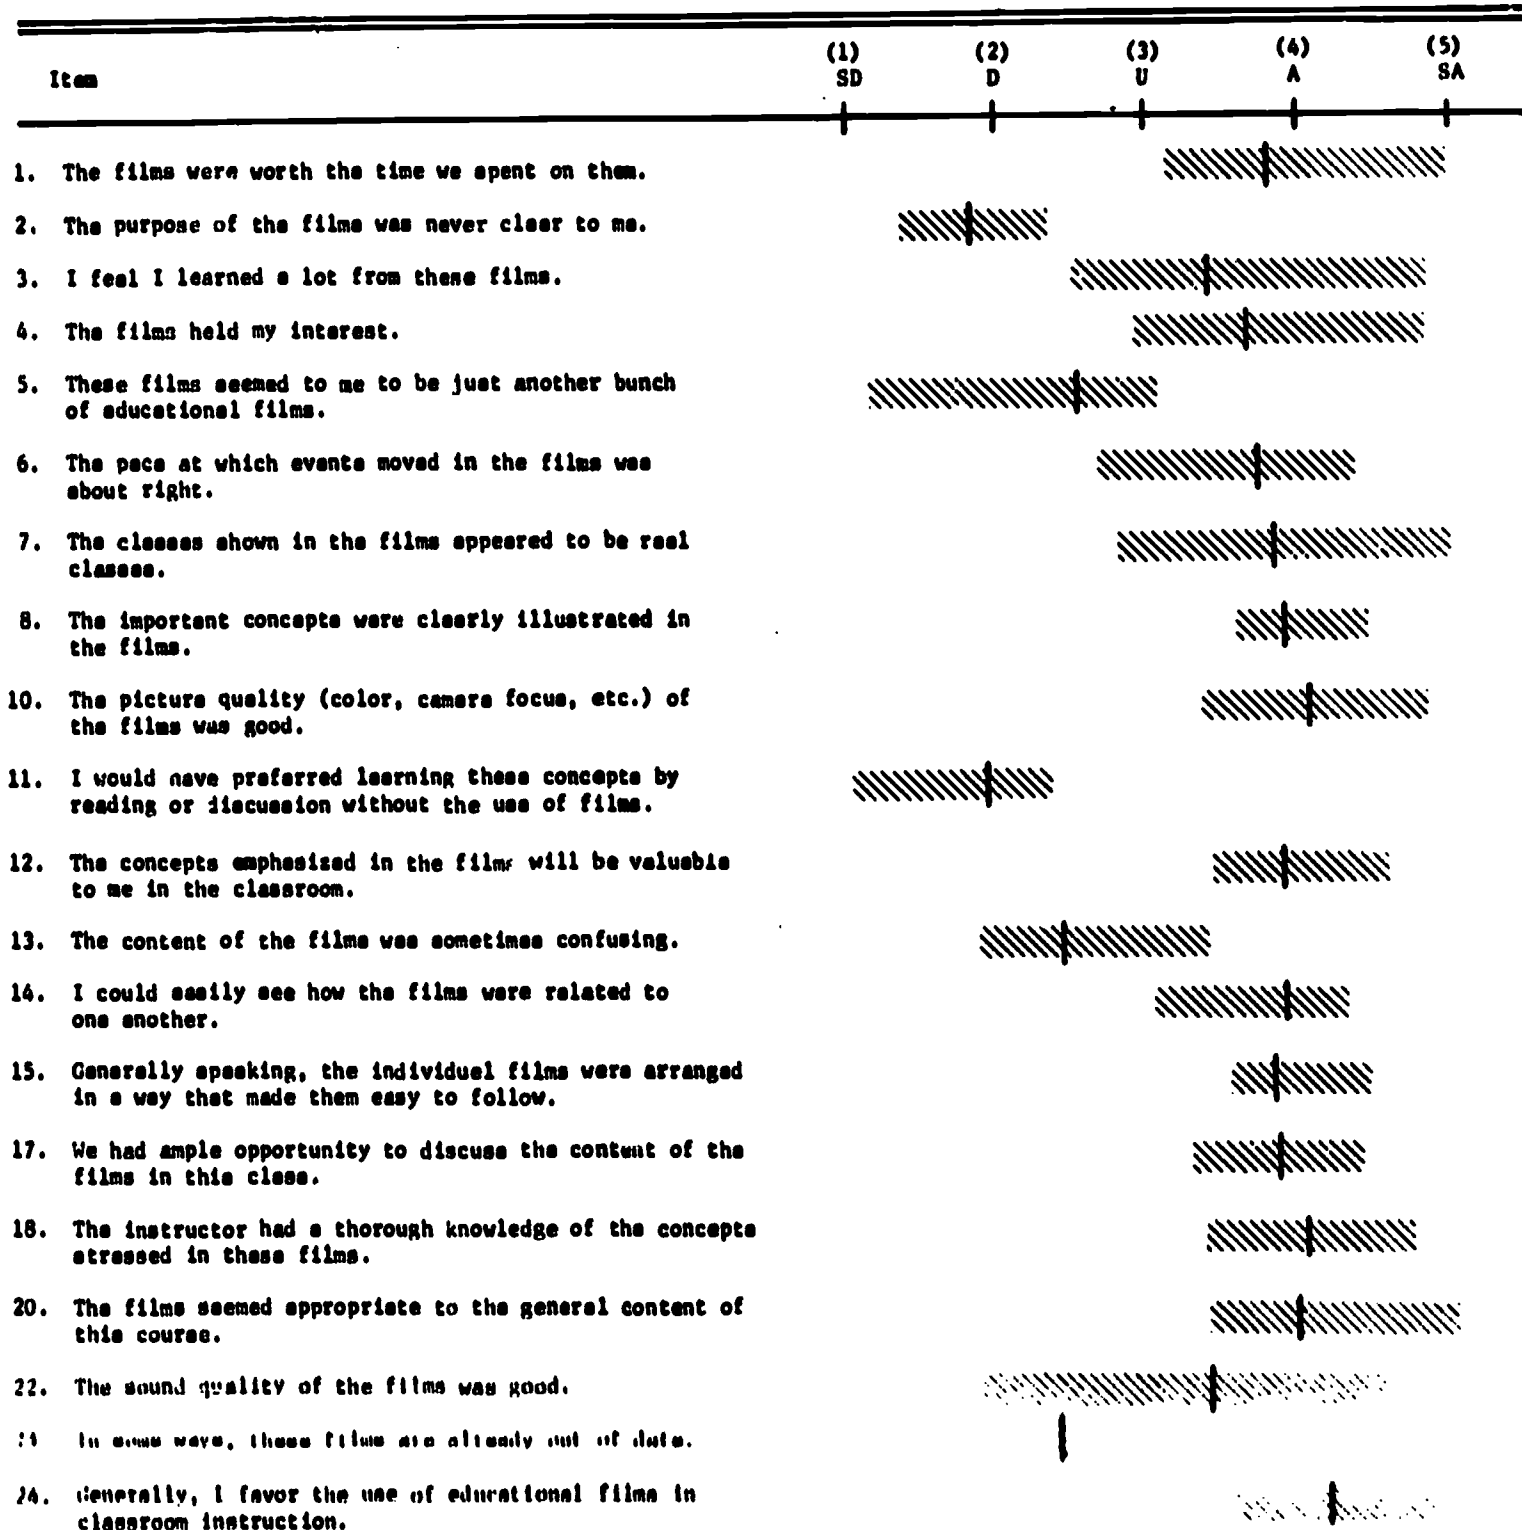 (1) (2) (3) (4) (5)
Item SD D U A SA
1. The films were worth the time we spent on them.
2. The purpose of the films was never clear to me.
3. I feel I learned a lot from these films.
4. The films held my interest.
5. These films seemed to me to be just another bunch
of educational films.
6. The pace at which events moved in the films was
about right.
7. The classes shown in the films appeared to be real
classes.
8. The important concepts were clearly illustrated in
the films.
10. The picture quality (color, camera focus, etc.) of
the films was good.
11. I would have preferred learning these concepts by
reading or discussion without the use of films.
12. The concepts emphasized in the films will be valuable
to me in the classroom.
13. The content of the films was sometimes confusing.
14. I could easily see how the films were related to
one another.
15. Generally speaking, the individual films were arranged
in a way that made them easy to follow.
17. We had ample opportunity to discuss the content of the
films in this class.
18. The instructor had a thorough knowledge of the concepts
stressed in these films.
20. The films seemed appropriate to the general content of
this course.
22. The sound quality of the films was good.
In some ways, these films are already out of date.
24. Generally, I favor the use of educational films in
classroom instruction.